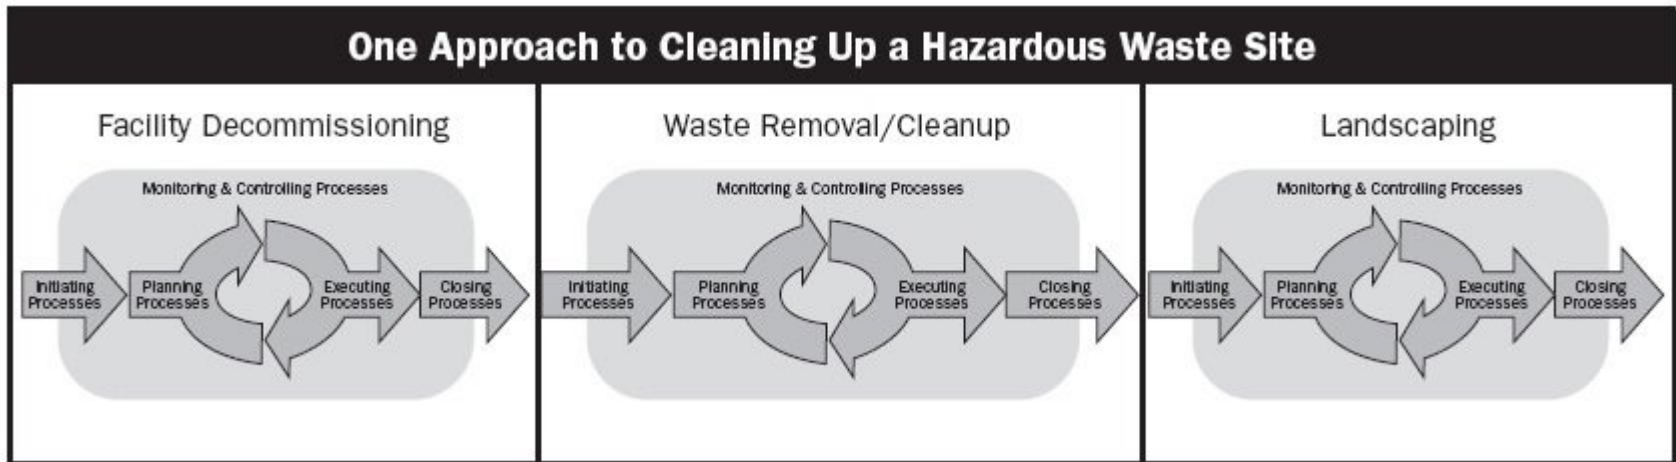 One Approach to Cleaning Up a Hazardous Waste Site
Facility Decommissioning
Monitoring & Controlling Processes
Initiating
Processes
Planning
Processes
Executing
Processes
Closing
Processes
Waste Removal/Cleanup
Monitoring & Controlling Processes
Initiating
Processes
Planning
Processes
Executing
Processes
Closing
Processes
Landscaping
Monitoring & Controlling Processes
Initiating
Processes
Planning
Processes
Executing
Processes
Closing
Processes